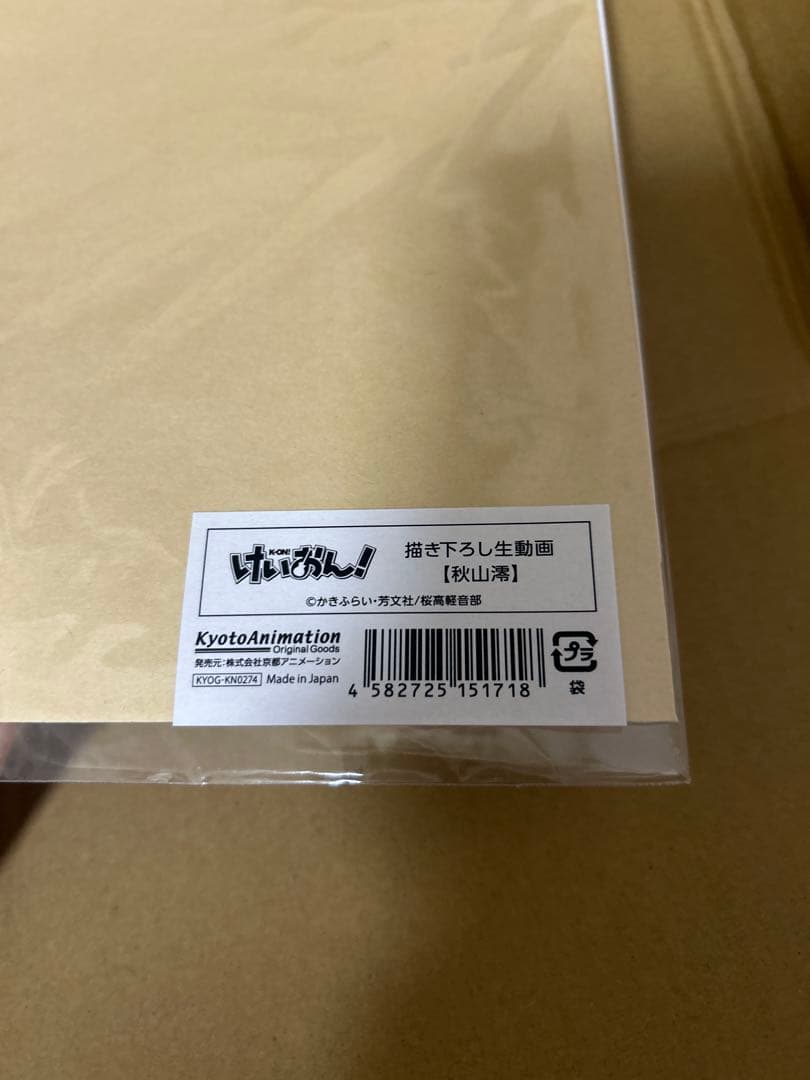 K-ON!
けいおん!
描き下ろし生動画
【秋山澪】
©かきふらい・芳文社/桜高軽音部
KyotoAnimation
Original Goods
発売元:株式会社京都アニメーション
KYOG-KN0274 Made in Japan
4 582725 151718
プラ
袋